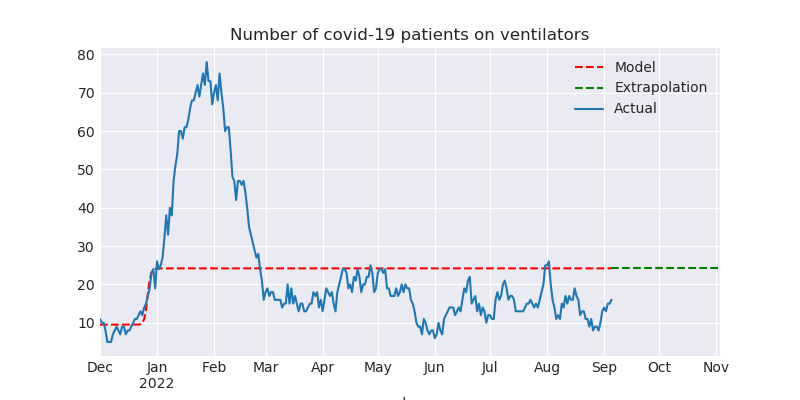 Number of covid-19 patients on ventilators
80
70
60
50
40
30
20
10
Model
Extrapolation
Actual
Dec Jan Feb Mar Apr May Jun Jul Aug Sep Oct Nov
2022